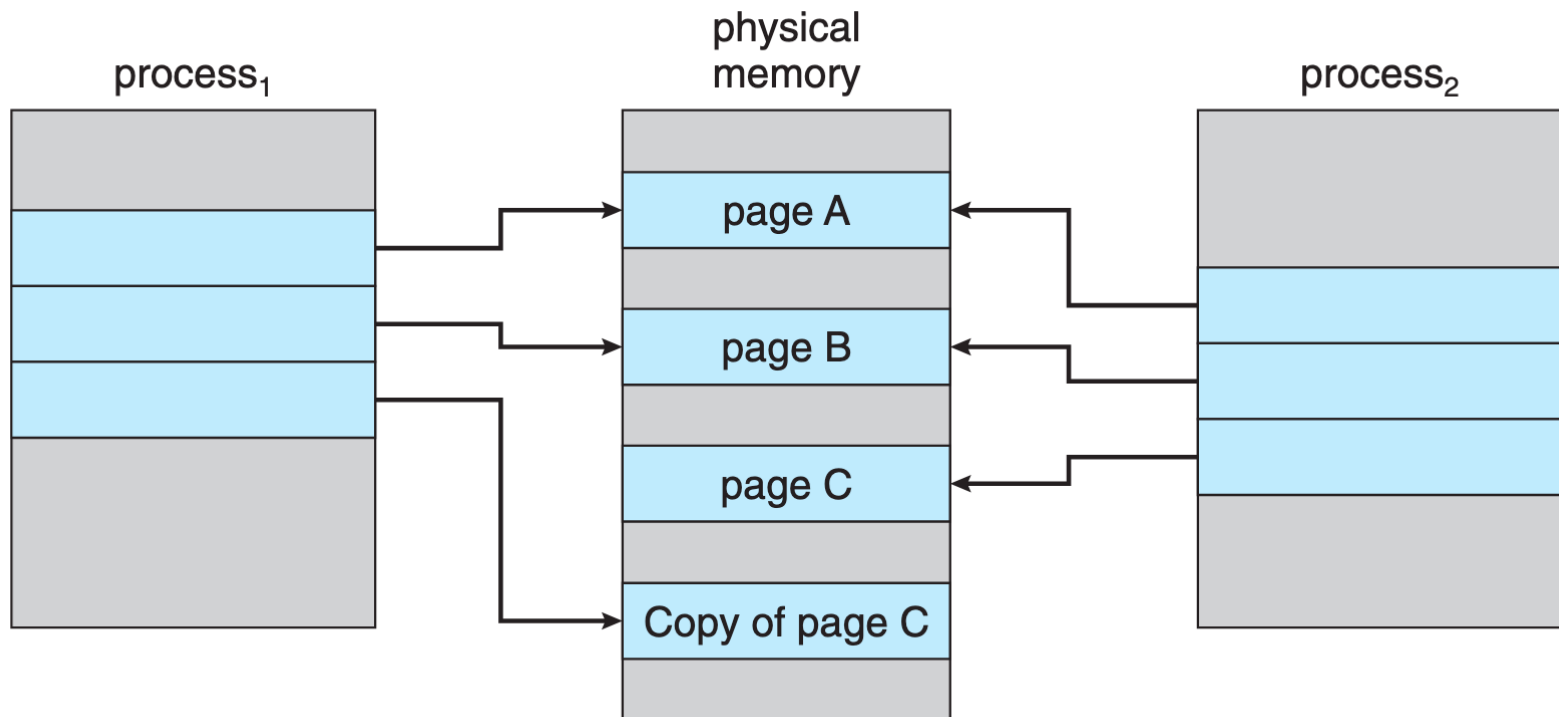 process₁
physical
memory
process₂
page A
page B
page C
Copy of page C